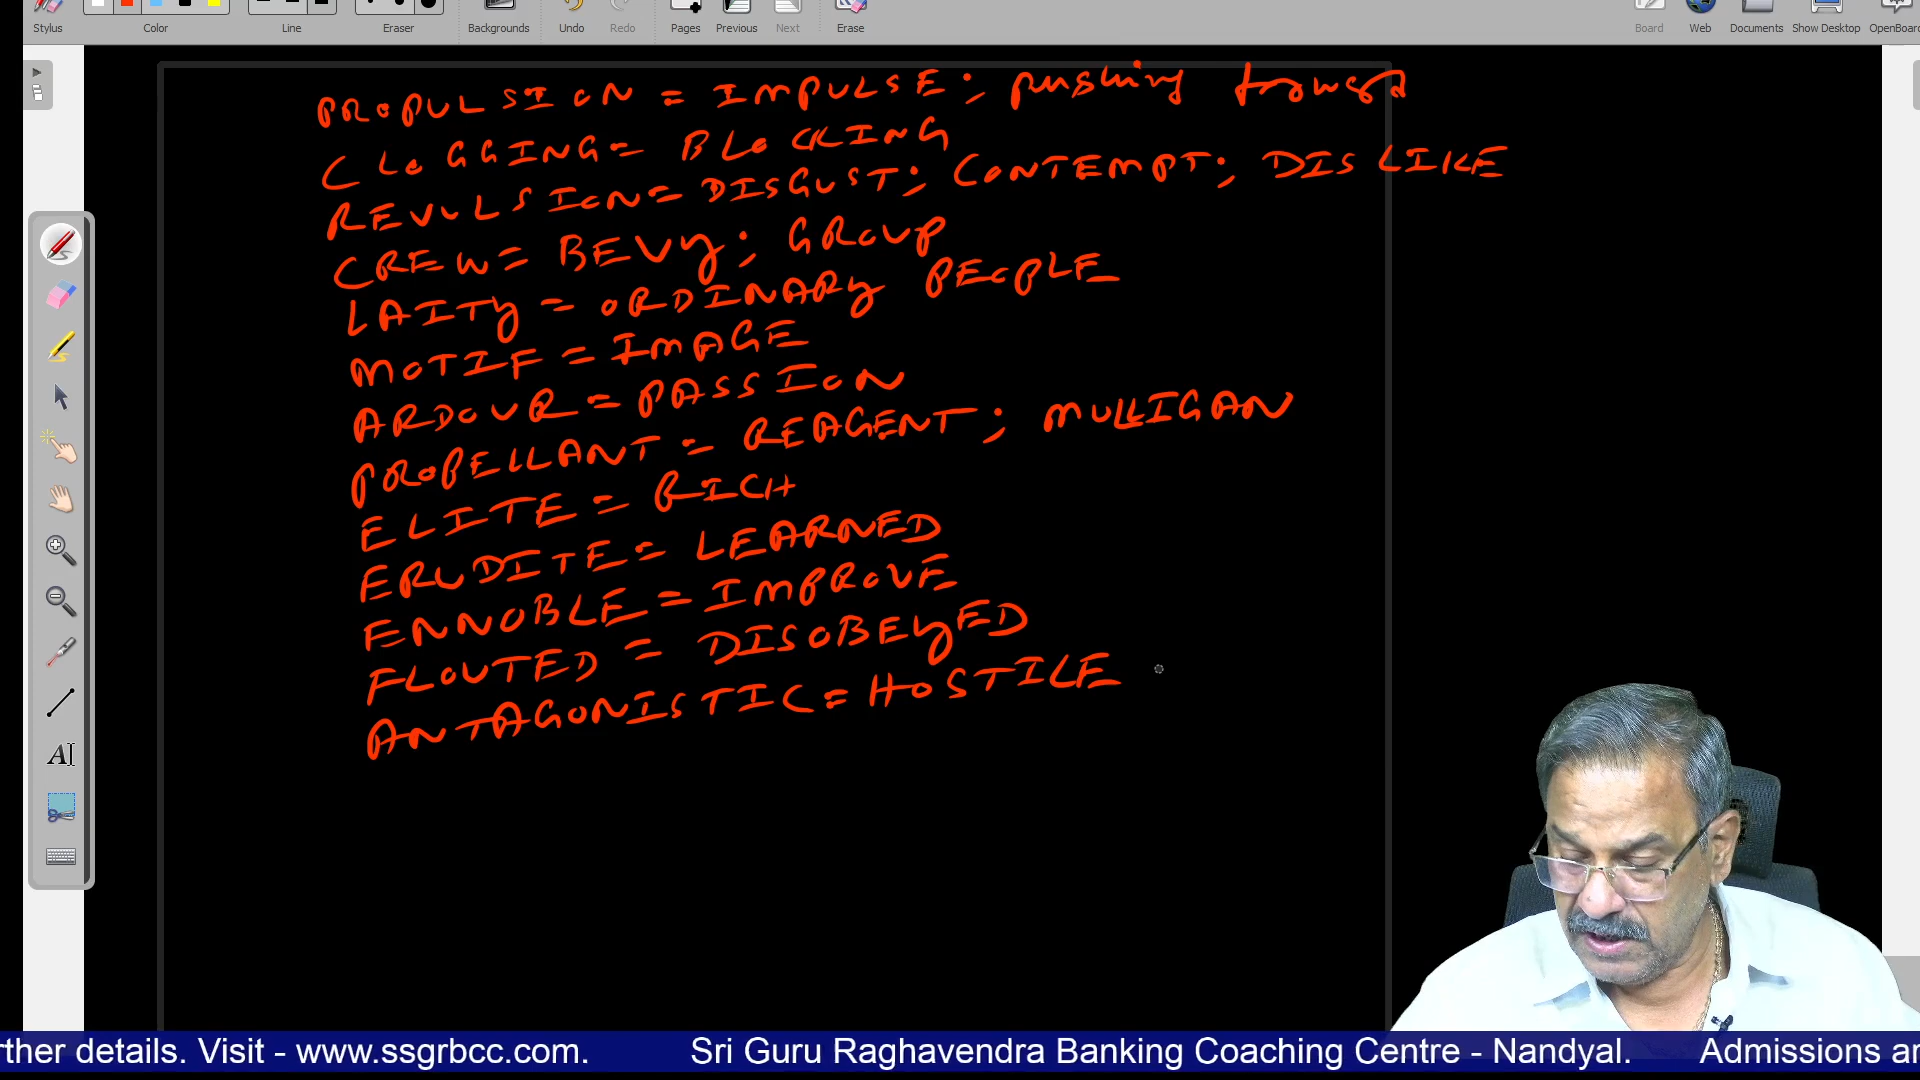 Stylus Color Line Eraser Backgrounds Undo Redo Pages Previous Next Erase Board Web Documents Show Desktop OpenBoard
PROPULSION = IMPULSE; pushing
CLOGGING = BLOCKING
REVULSION = DISGUST; CONTEMPT; DISLIKE
CREW = BEVY; GROUP
LAITY = ORDINARY PEOPLE
MOTIF = IMAGE
ARDOUR = PASSION
PROPELLANT = REAGENT; MULLIGAN
ELITE = RICH
ERUDITE = LEARNED
ENNOBLE = IMPROVE
FLOUTED = DISOBEYED
ANTAGONISTIC = HOSTILE
rther details. Visit - www.ssgrbcc.com. Sri Guru Raghavendra Banking Coaching Centre - Nandyal. Admissions ar